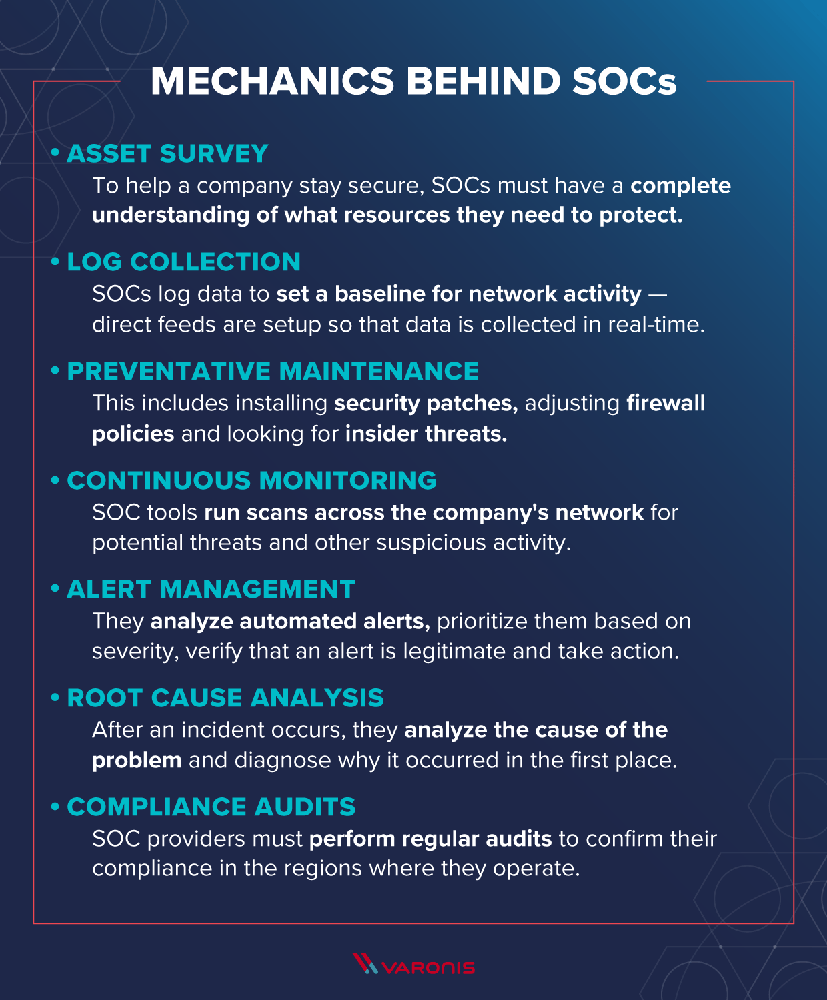 MECHANICS BEHIND SOCs
• ASSET SURVEY
To help a company stay secure, SOCs must have a complete
understanding of what resources they need to protect.
• LOG COLLECTION
SOCs log data to set a baseline for network activity —
direct feeds are setup so that data is collected in real-time.
• PREVENTATIVE MAINTENANCE
This includes installing security patches, adjusting firewall
policies and looking for insider threats.
• CONTINUOUS MONITORING
SOC tools run scans across the company's network for
potential threats and other suspicious activity.
• ALERT MANAGEMENT
They analyze automated alerts, prioritize them based on
severity, verify that an alert is legitimate and take action.
• ROOT CAUSE ANALYSIS
After an incident occurs, they analyze the cause of the
problem and diagnose why it occurred in the first place.
• COMPLIANCE AUDITS
SOC providers must perform regular audits to confirm their
compliance in the regions where they operate.
VARONIS